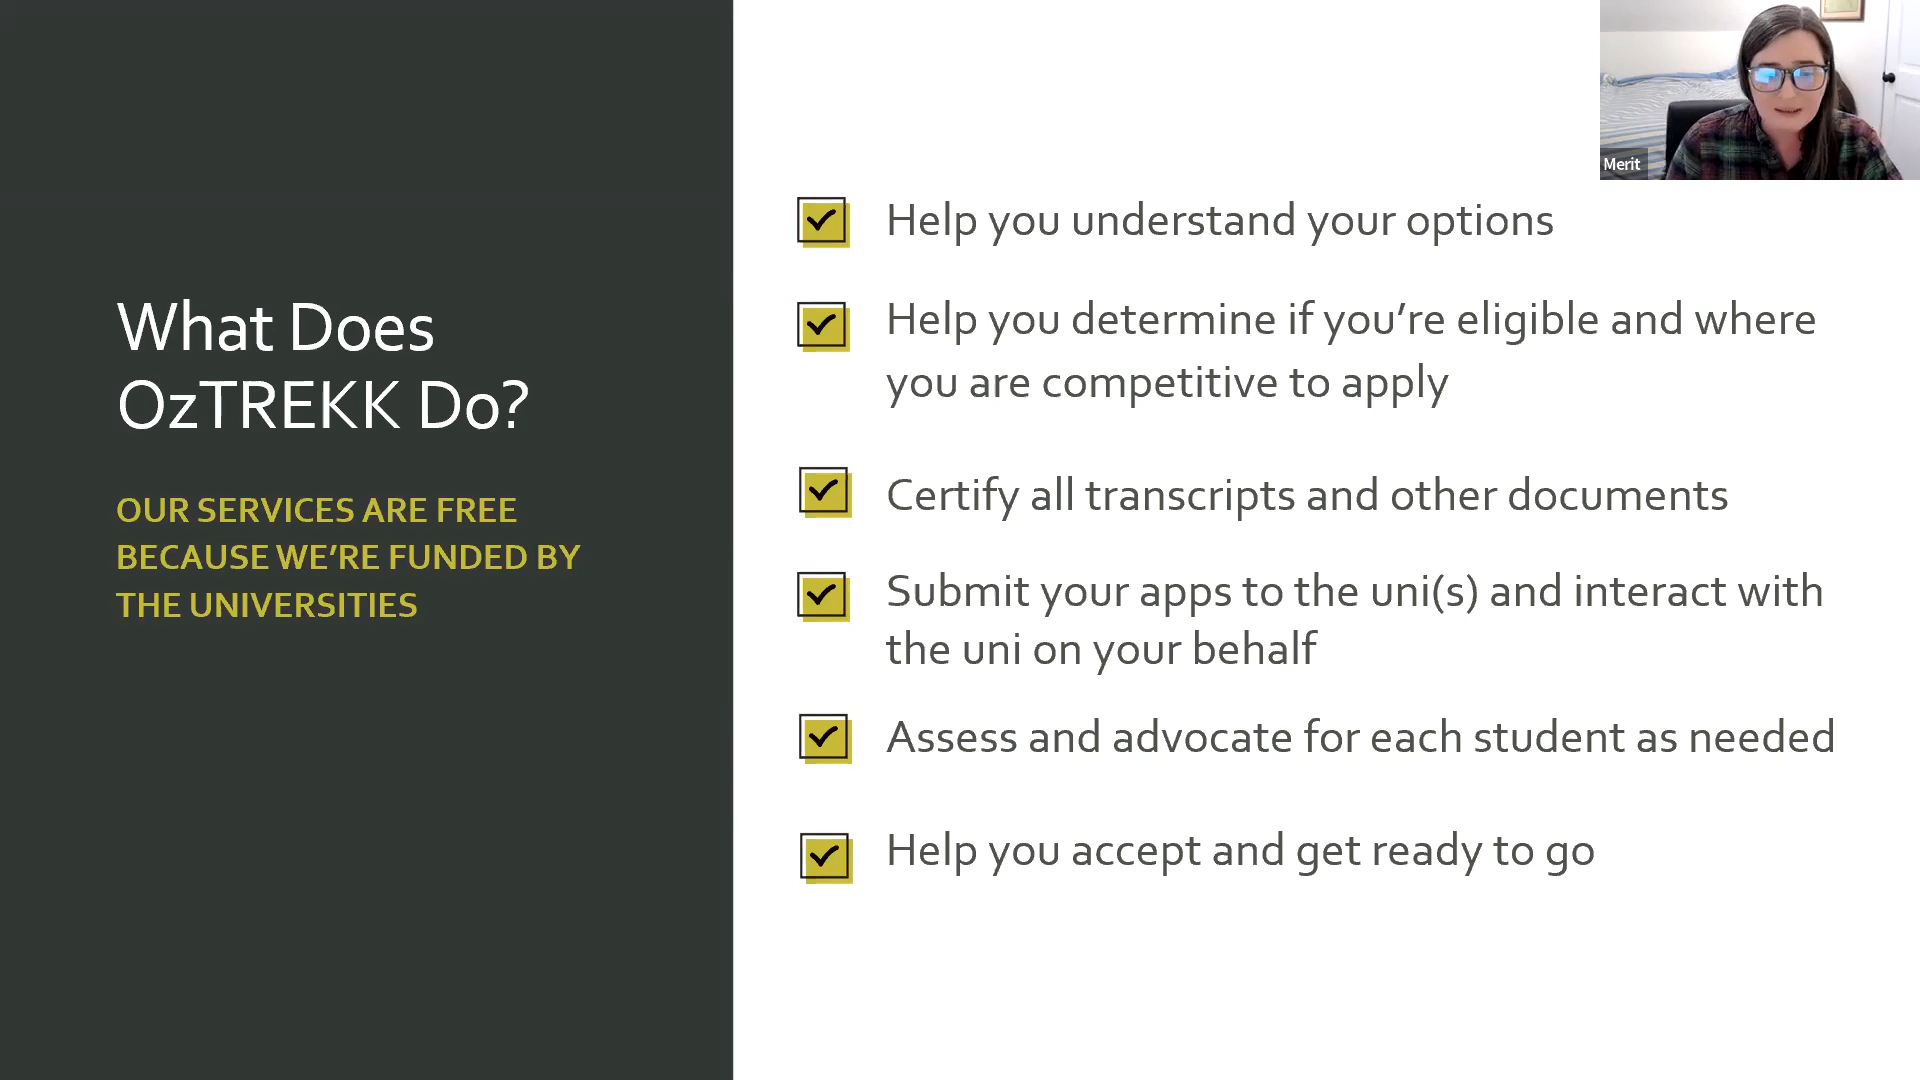 What Does
OzTREKK Do?
OUR SERVICES ARE FREE
BECAUSE WE’RE FUNDED BY
THE UNIVERSITIES
Merit
Help you understand your options
Help you determine if you’re eligible and where
you are competitive to apply
Certify all transcripts and other documents
Submit your apps to the uni(s) and interact with
the uni on your behalf
Assess and advocate for each student as needed
Help you accept and get ready to go